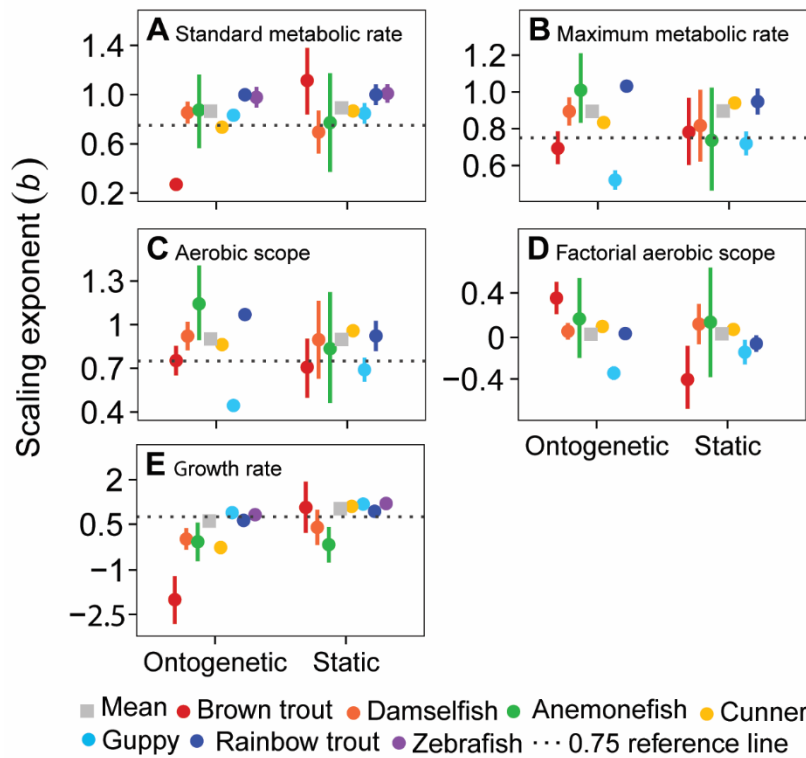 A Standard metabolic rate
1.4
1.0
0.6
0.2
B Maximum metabolic rate
1.2
1.0
0.8
0.6
C Aerobic scope
1.3
1
0.7
0.4
D Factorial aerobic scope
0.4
0
−0.4
Ontogenetic Static
E Growth rate
2
0.5
−1
−2.5
Ontogenetic Static
Scaling exponent (b)
Mean Brown trout Damselfish Anemonefish Cunner
Guppy Rainbow trout Zebrafish 0.75 reference line